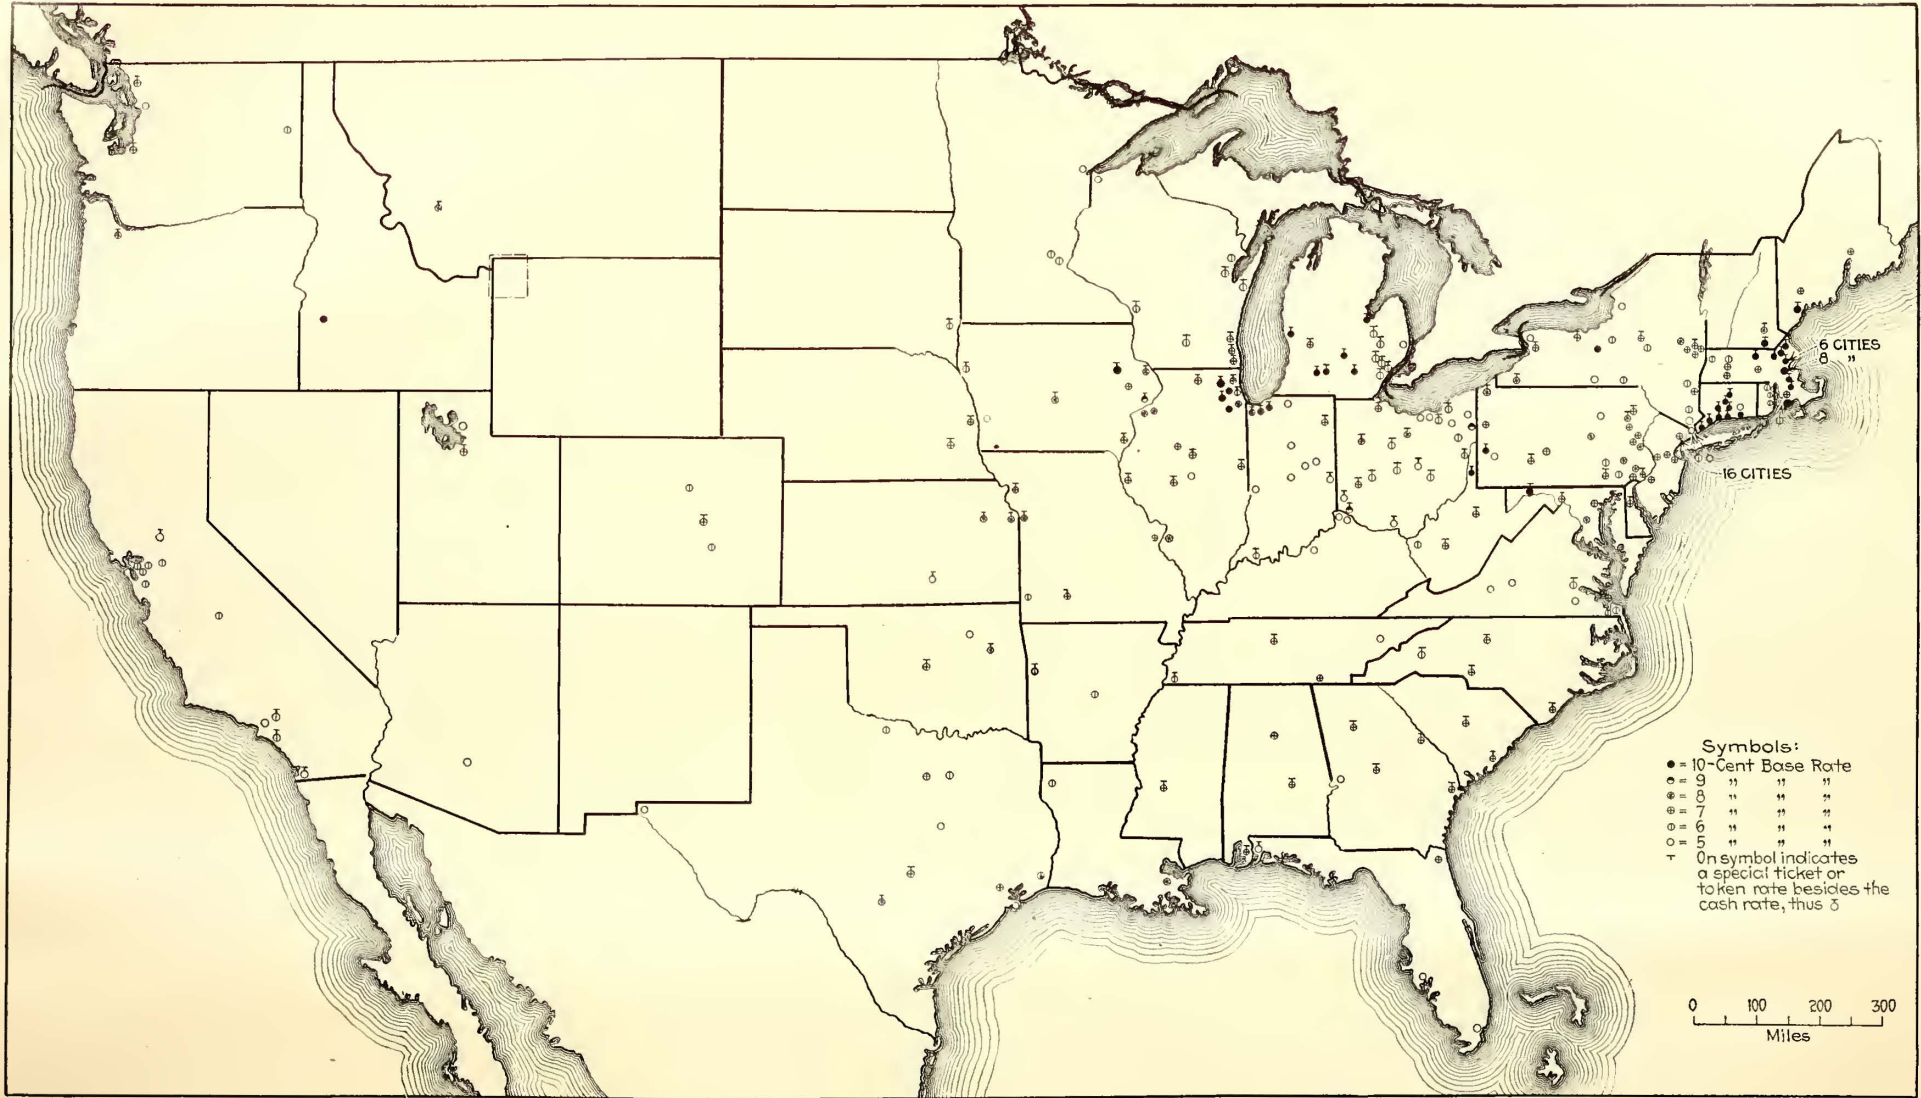 6 CITIES
8 "
16 CITIES
Symbols:
● = 10-Cent Base Rate
◓ = 9 " " "
⊛ = 8 " " "
⊕ = 7 " " "
⦶ = 6 " " "
○ = 5 " " "
⊤ On symbol indicates
a special ticket or
token rate besides the
cash rate, thus ⚨
0 100 200 300
Miles